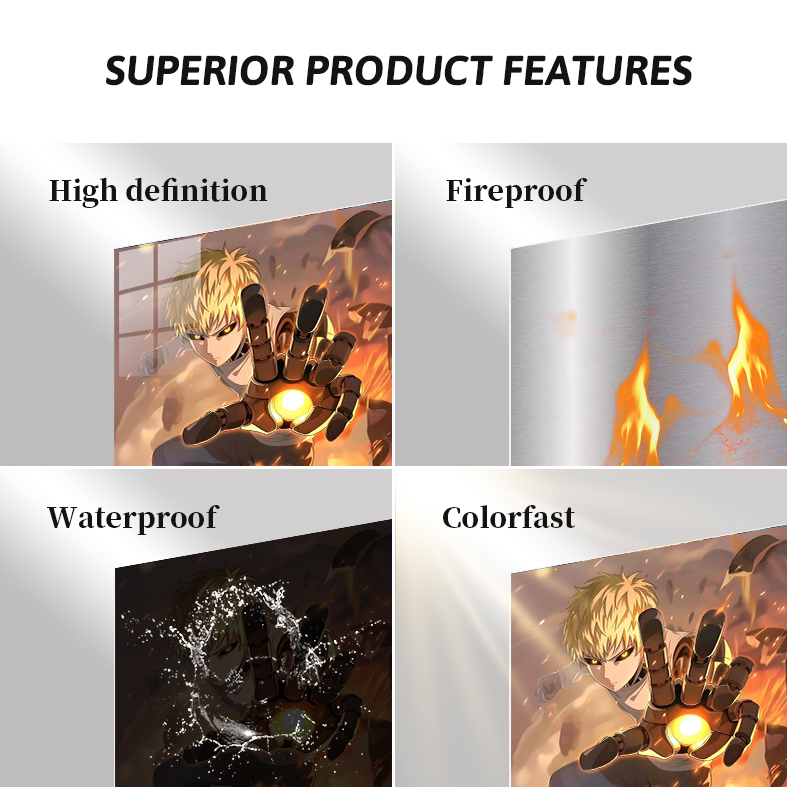 SUPERIOR PRODUCT FEATURES
High definition
Fireproof
Waterproof
Colorfast